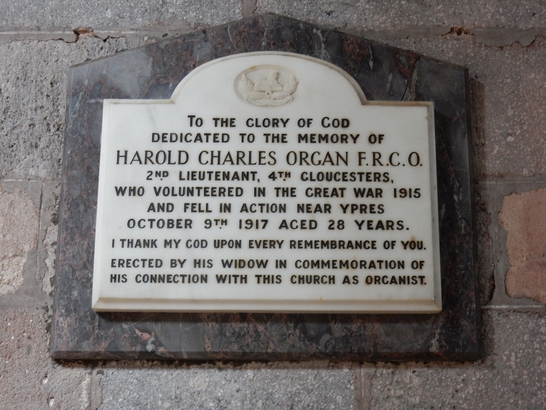 TO THE GLORY OF GOD
DEDICATED TO THE MEMORY OF
HAROLD CHARLES ORGAN F.R.C.O.
2ND LIEUTENANT, 4TH GLOUCESTERS,
WHO VOLUNTEERED IN THE GREAT WAR 1915
AND FELL IN ACTION NEAR YPRES
OCTOBER 9TH 1917 AGED 28 YEARS.
I THANK MY GOD UPON EVERY REMEMBRANCE OF YOU.
ERECTED BY HIS WIDOW IN COMMEMORATION OF
HIS CONNECTION WITH THIS CHURCH AS ORGANIST.